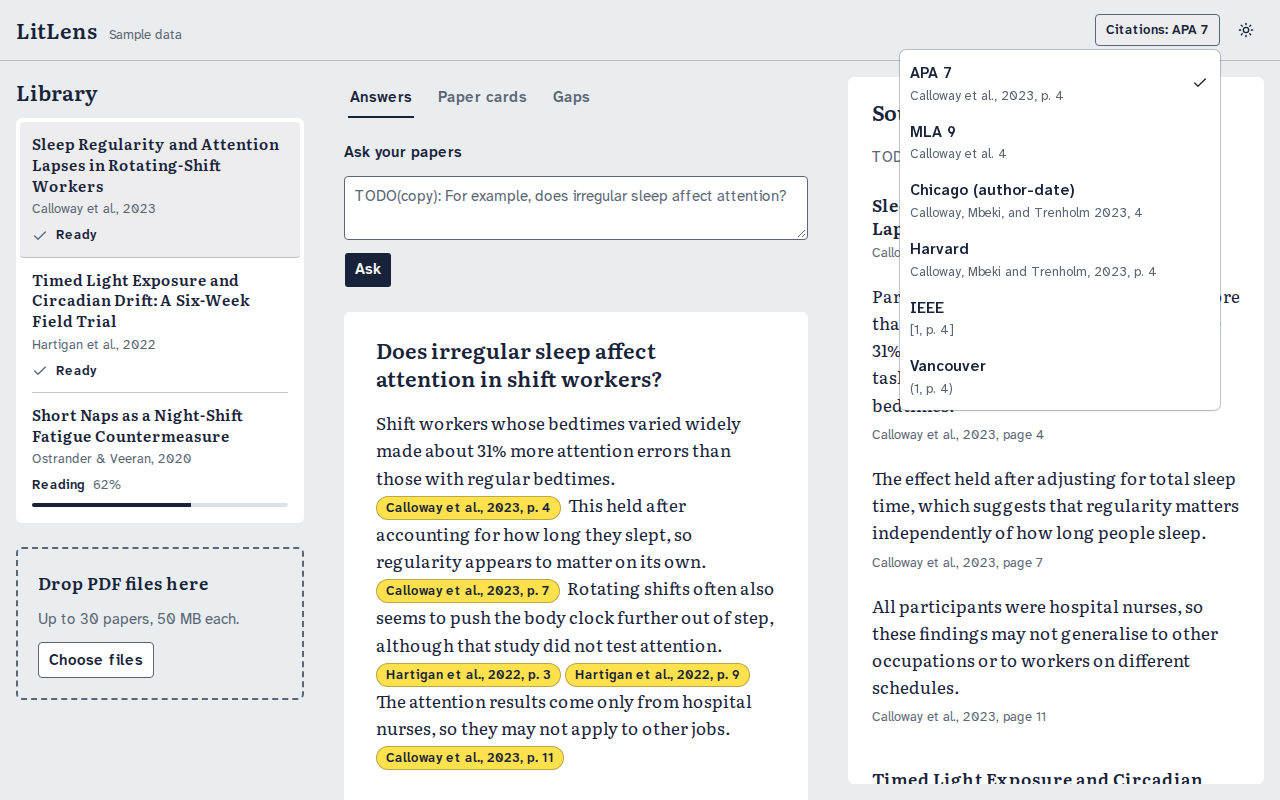 LitLens Sample data
Citations: APA 7
Library
Sleep Regularity and Attention
Lapses in Rotating-Shift
Workers
Calloway et al., 2023
Ready
Timed Light Exposure and
Circadian Drift: A Six-Week
Field Trial
Hartigan et al., 2022
Ready
Short Naps as a Night-Shift
Fatigue Countermeasure
Ostrander & Veeran, 2020
Reading 62%
Drop PDF files here
Up to 30 papers, 50 MB each.
Choose files
Answers Paper cards Gaps
Ask your papers
TODO(copy): For example, does irregular sleep affect attention?
Ask
Does irregular sleep affect
attention in shift workers?
Shift workers whose bedtimes varied widely
made about 31% more attention errors than
those with regular bedtimes.
Calloway et al., 2023, p. 4 This held after
accounting for how long they slept, so
regularity appears to matter on its own.
Calloway et al., 2023, p. 7 Rotating shifts often also
seems to push the body clock further out of step,
although that study did not test attention.
Hartigan et al., 2022, p. 3 Hartigan et al., 2022, p. 9
The attention results come only from hospital
nurses, so they may not apply to other jobs.
Calloway et al., 2023, p. 11
APA 7
Calloway et al., 2023, p. 4
MLA 9
Calloway et al. 4
Chicago (author-date)
Calloway, Mbeki, and Trenholm 2023, 4
Harvard
Calloway, Mbeki and Trenholm, 2023, p. 4
IEEE
[1, p. 4]
Vancouver
(1, p. 4)
31%
Calloway et al., 2023, page 4
The effect held after adjusting for total sleep
time, which suggests that regularity matters
independently of how long people sleep.
Calloway et al., 2023, page 7
All participants were hospital nurses, so
these findings may not generalise to other
occupations or to workers on different
schedules.
Calloway et al., 2023, page 11
Timed Light Exposure and Circadian